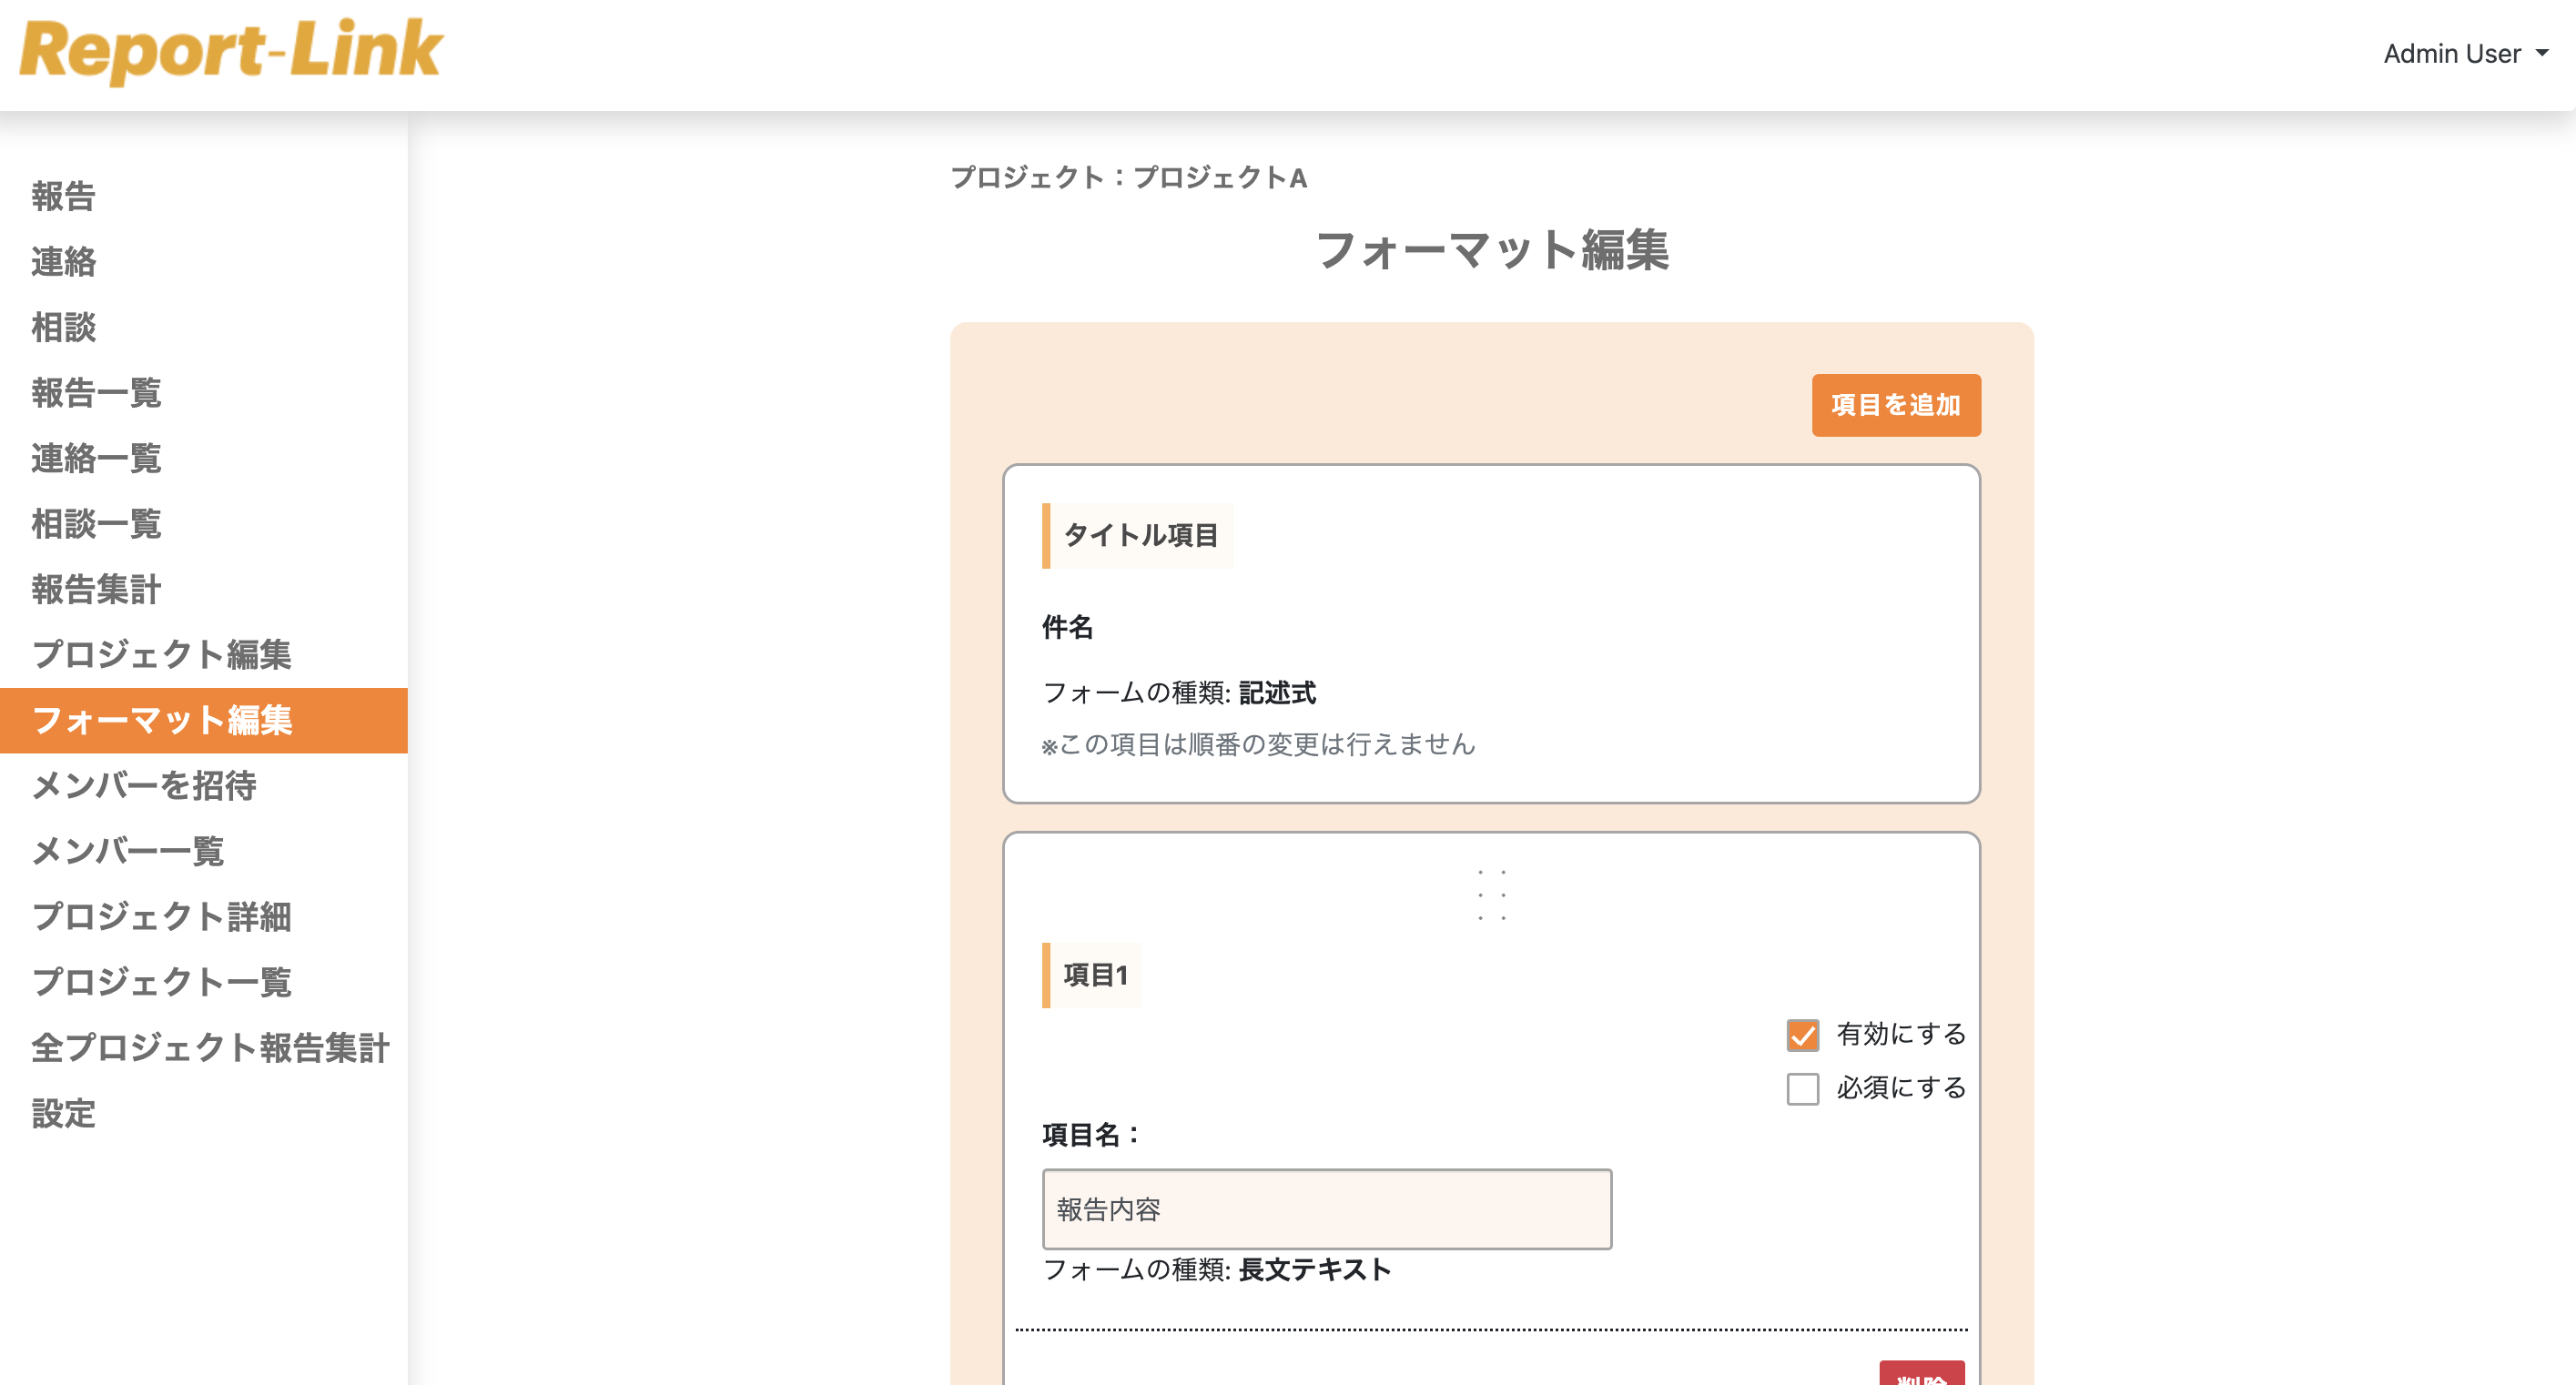 Report-Link
Admin User
報告
連絡
相談
報告一覧
連絡一覧
相談一覧
報告集計
プロジェクト編集
フォーマット編集
メンバーを招待
メンバー一覧
プロジェクト詳細
プロジェクト一覧
全プロジェクト報告集計
設定
プロジェクト：プロジェクトA
フォーマット編集
項目を追加
タイトル項目
件名
フォームの種類: 記述式
※この項目は順番の変更は行えません
項目1
有効にする
必須にする
項目名：
報告内容
フォームの種類: 長文テキスト
削除